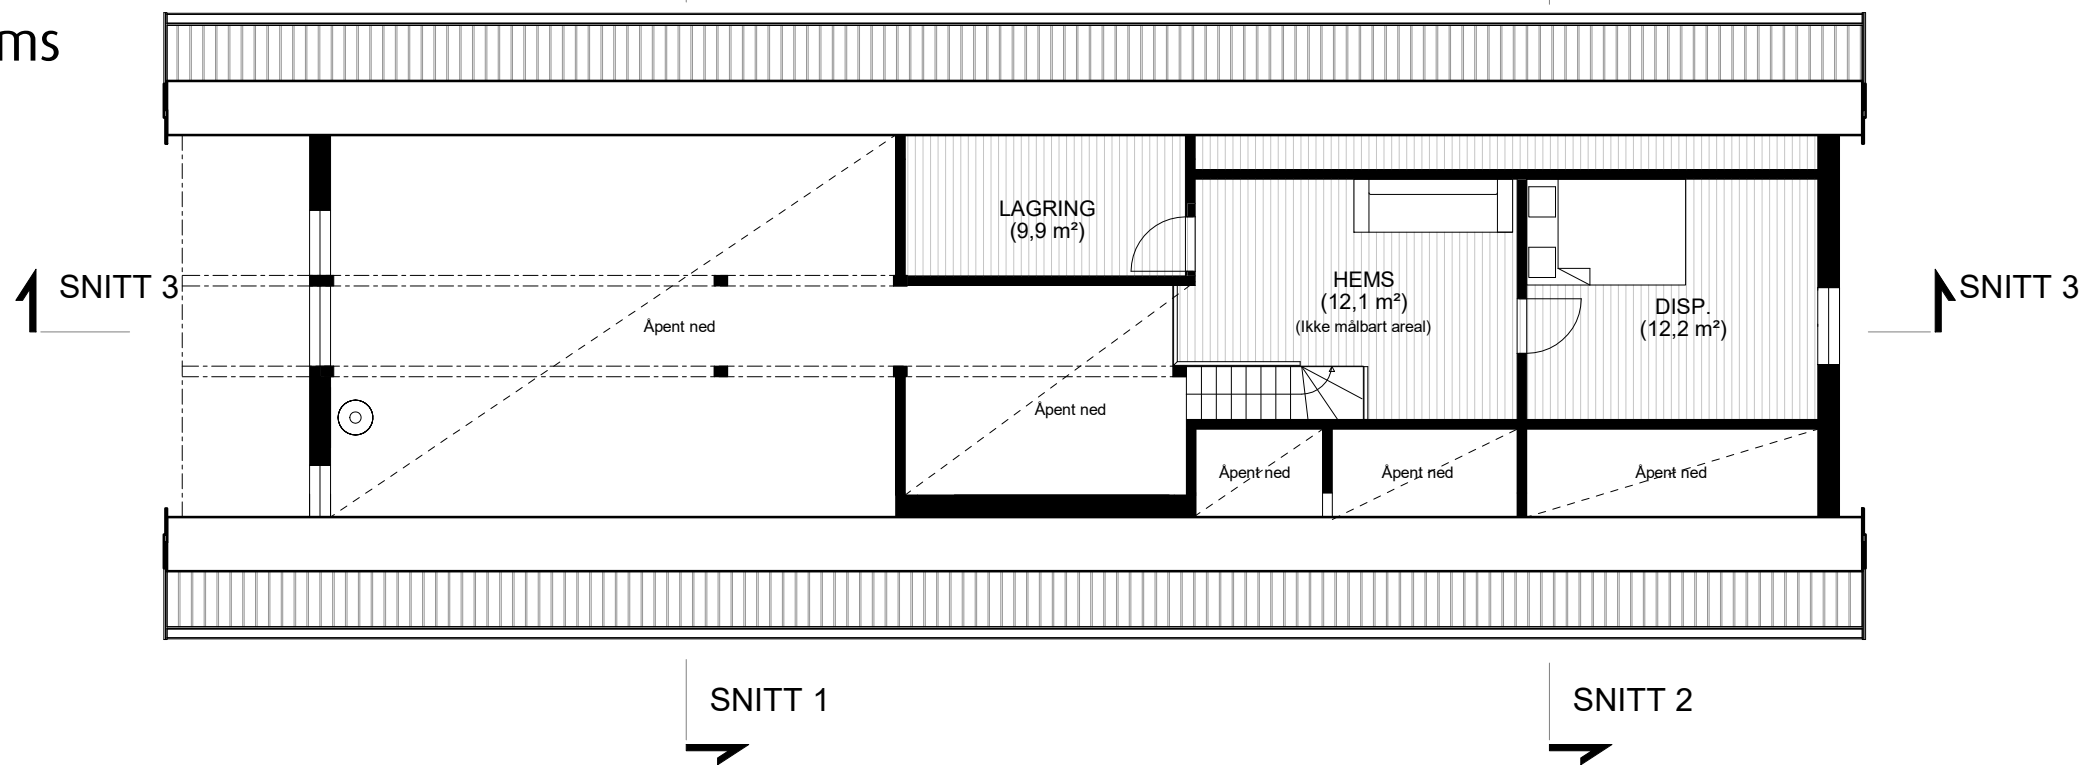 ms
LAGRING
(9,9 m²)
SNITT 3
HEMS
(12,1 m²)
(Ikke målbart areal)
DISP.
(12,2 m²)
SNITT 3
Åpent ned
Åpent ned
Åpent ned
Åpent ned
Åpent ned
SNITT 1
SNITT 2